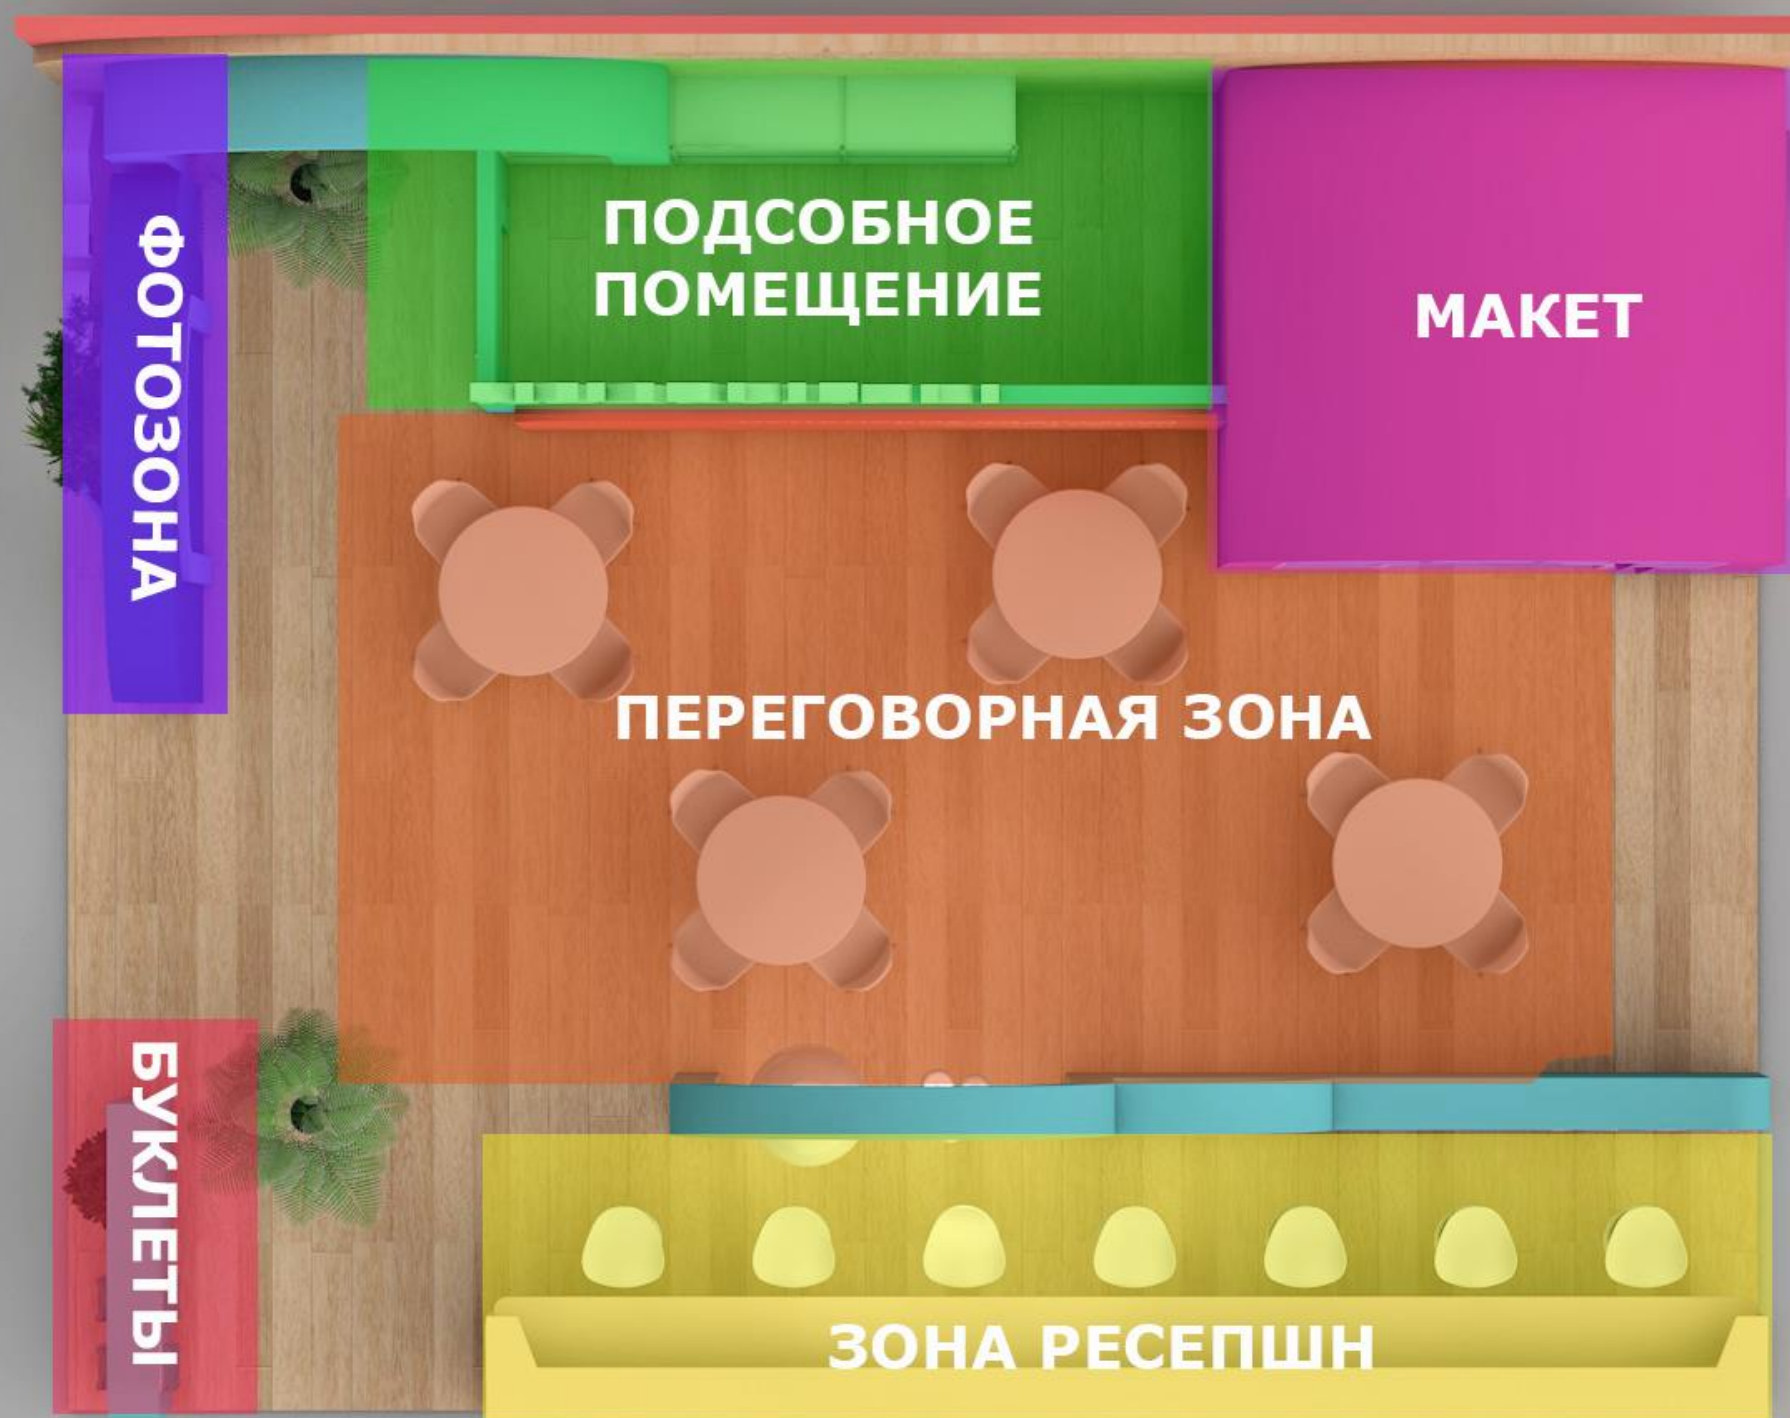 ПОДСОБНОЕ
ПОМЕЩЕНИЕ
МАКЕТ
ФОТОЗОНА
ПЕРЕГОВОРНАЯ ЗОНА
БУКЛЕТЫ
ЗОНА РЕСЕПШН